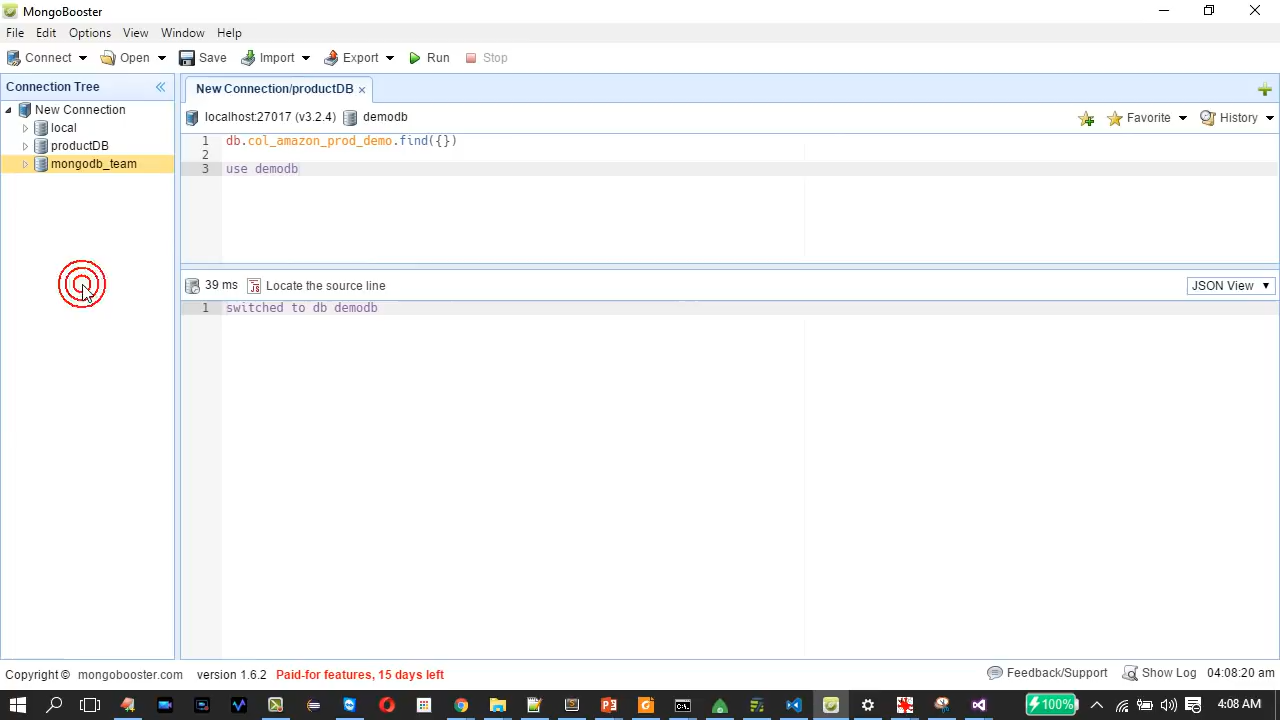 MongoBooster
File Edit Options View Window Help
Connect Open Save Import Export Run Stop
Connection Tree
New Connection/productDB
New Connection
localhost:27017 (v3.2.4) demodb
Favorite History
local
productDB
mongodb_team
1 db.col_amazon_prod_demo.find({})
2
3 use demodb
39 ms JS Locate the source line JSON View
1 switched to db demodb
Copyright © mongobooster.com version 1.6.2 Paid-for features, 15 days left Feedback/Support Show Log 04:08:20 am
100% 4:08 AM